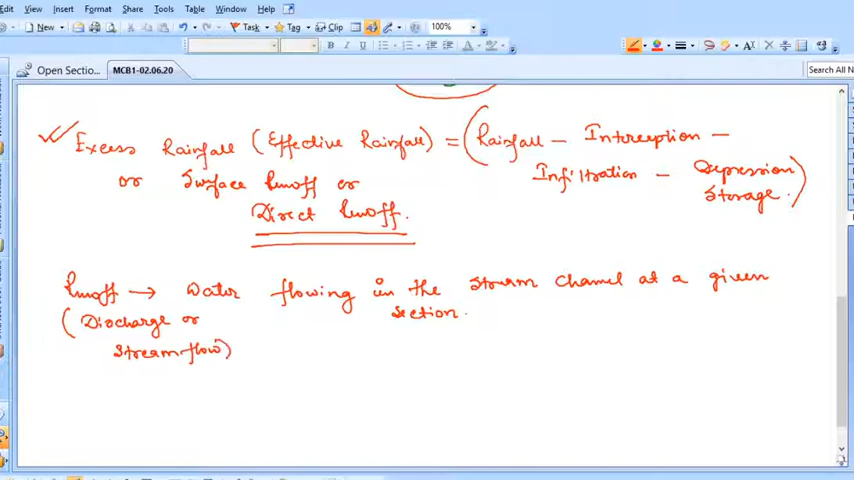 Edit View Insert Format Share Tools Table Window Help
New Task Tag Clip 100%
B I U
Open Sectio... MCB1-02.06.20 Search All N
✓ Excess Rainfall (Effective Rainfall) = (Rainfall – Interception –
or Surface Runoff or Infiltration – Depression
Direct Runoff. Storage.)
Runoff → Water flowing in the stream channel at a given
(Discharge or section.
Streamflow)